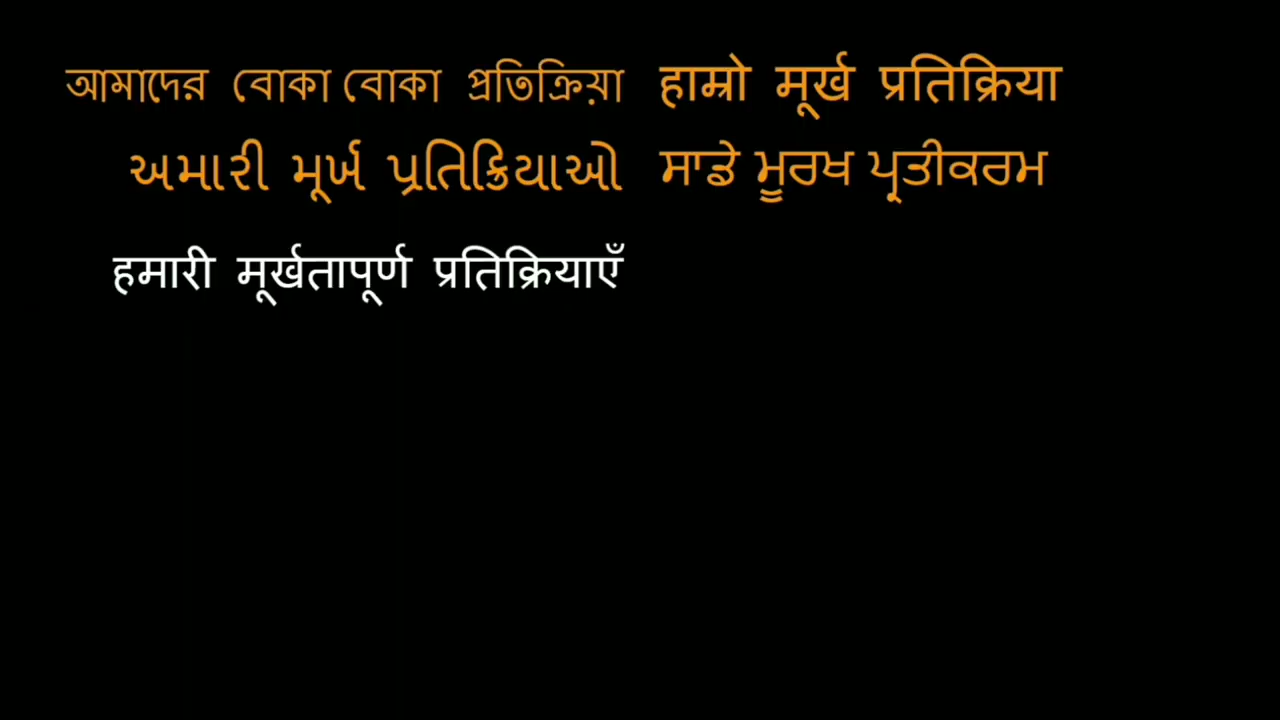 আমাদের বোকা বোকা প্রতিক্রিয়া हाम्रो मूर्ख प्रतिक्रिया
અમારી મૂર્ખ પ્રતિક્રિયાઓ ਸਾਡੇ ਮੂਰਖ ਪ੍ਰਤੀਕਰਮ
हमारी मूर्खतापूर्ण प्रतिक्रियाएँ